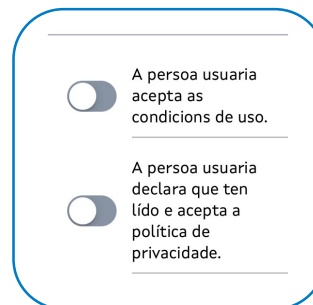 A persoa usuaria
acepta as
condicions de uso.
A persoa usuaria
declara que ten
lído e acepta a
política de
privacidade.